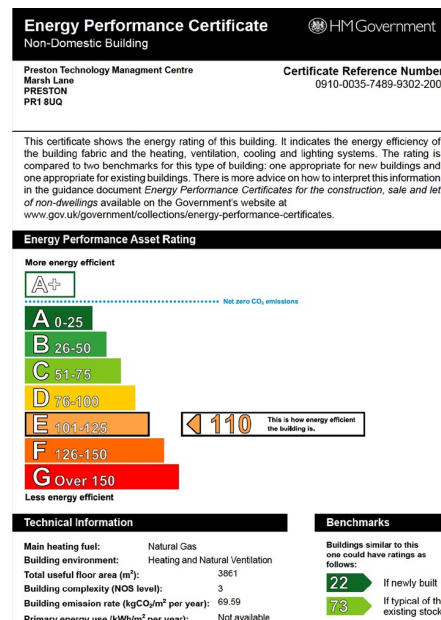 Energy Performance Certificate
HM Government
Non-Domestic Building
Preston Technology Managment Centre
Marsh Lane
PRESTON
PR1 8UQ
Certificate Reference Number
0910-0035-7489-9302-200
This certificate shows the energy rating of this building. It indicates the energy efficiency of
the building fabric and the heating, ventilation, cooling and lighting systems. The rating is
compared to two benchmarks for this type of building: one appropriate for new buildings and
one appropriate for existing buildings. There is more advice on how to interpret this information
in the guidance document Energy Performance Certificates for the construction, sale and let
of non-dwellings available on the Government's website at
www.gov.uk/government/collections/energy-performance-certificates.
Energy Performance Asset Rating
More energy efficient
A+
Net zero CO₂ emissions
A 0-25
B 26-50
C 51-75
D 76-100
E 101-125
110
This is how energy efficient
the building is.
F 126-150
G Over 150
Less energy efficient
Technical Information
Main heating fuel: Natural Gas
Building environment: Heating and Natural Ventilation
Total useful floor area (m²): 3861
Building complexity (NOS level): 3
Building emission rate (kgCO₂/m² per year): 69.59
Primary energy use (kWh/m² per year): Not available
Benchmarks
Buildings similar to this
one could have ratings as
follows:
22 If newly built
73 If typical of th
existing stock